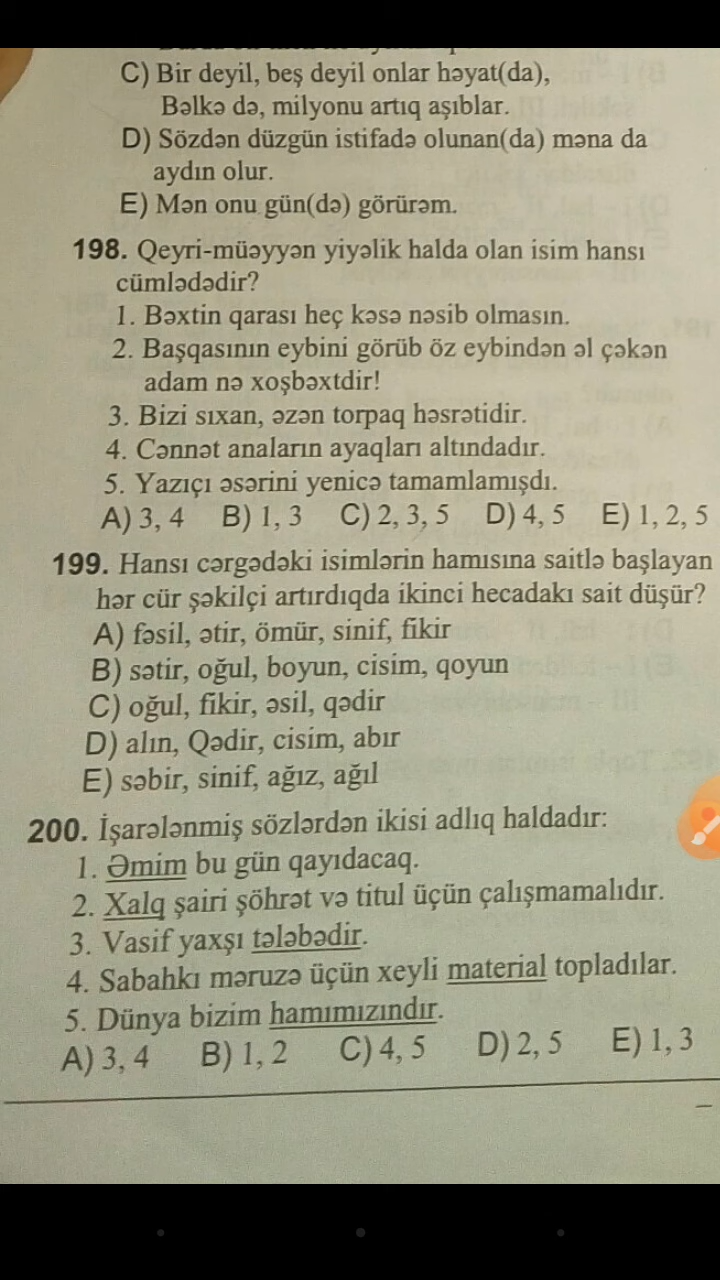 C) Bir deyil, beş deyil onlar həyat(da),
Bəlkə də, milyonu artıq aşıblar.
D) Sözdən düzgün istifadə olunan(da) məna da
aydın olur.
E) Mən onu gün(də) görürəm.
198. Qeyri-müəyyən yiyəlik halda olan isim hansı
cümlədədir?
1. Bəxtin qarası heç kəsə nəsib olmasın.
2. Başqasının eybini görüb öz eybindən əl çəkən
adam nə xoşbəxtdir!
3. Bizi sıxan, əzən torpaq həsrətidir.
4. Cənnət anaların ayaqları altındadır.
5. Yazıçı əsərini yenicə tamamlamışdı.
A) 3, 4 B) 1, 3 C) 2, 3, 5 D) 4, 5 E) 1, 2, 5
199. Hansı cərgədəki isimlərin hamısına saitlə başlayan
hər cür şəkilçi artırdıqda ikinci hecadakı sait düşür?
A) fəsil, ətir, ömür, sinif, fikir
B) sətir, oğul, boyun, cisim, qoyun
C) oğul, fikir, əsil, qədir
D) alın, Qədir, cisim, abır
E) səbir, sinif, ağız, ağıl
200. İşarələnmiş sözlərdən ikisi adlıq haldadır:
1. Əmim bu gün qayıdacaq.
2. Xalq şairi şöhrət və titul üçün çalışmamalıdır.
3. Vasif yaxşı tələbədir.
4. Sabahkı məruzə üçün xeyli material topladılar.
5. Dünya bizim hamımızındır.
A) 3, 4 B) 1, 2 C) 4, 5 D) 2, 5 E) 1, 3